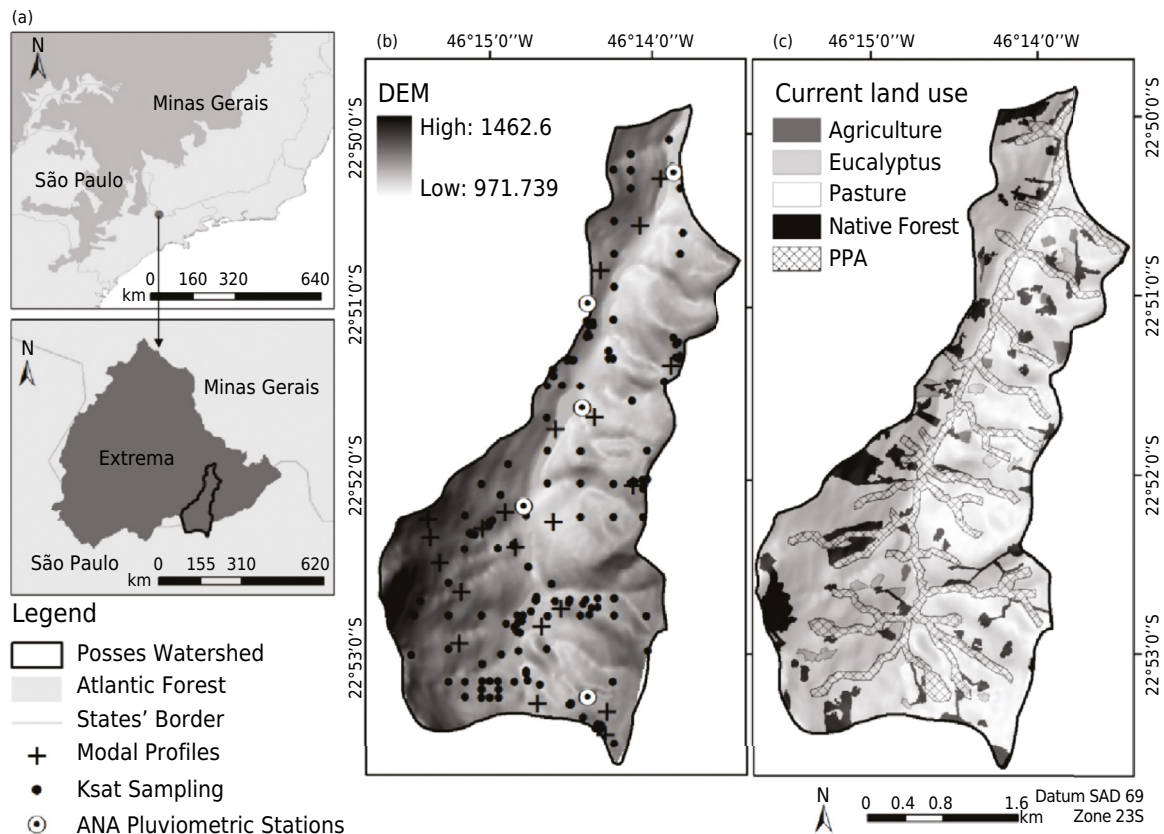 (a)
N
Minas Gerais
São Paulo
0 160 320 640
km
N
Minas Gerais
Extrema
São Paulo
0 155 310 620
km
Legend
Posses Watershed
Atlantic Forest
States' Border
Modal Profiles
Ksat Sampling
ANA Pluviometric Stations
(b)
46°15'0''W 46°14'0''W
DEM
High: 1462.6
Low: 971.739
22°50'0''S
22°51'0''S
22°52'0''S
22°53'0''S
(c)
46°15'0''W 46°14'0''W
Current land use
Agriculture
Eucalyptus
Pasture
Native Forest
PPA
22°50'0''S
22°51'0''S
22°52'0''S
22°53'0''S
N
0 0.4 0.8 1.6
km
Datum SAD 69
Zone 23S